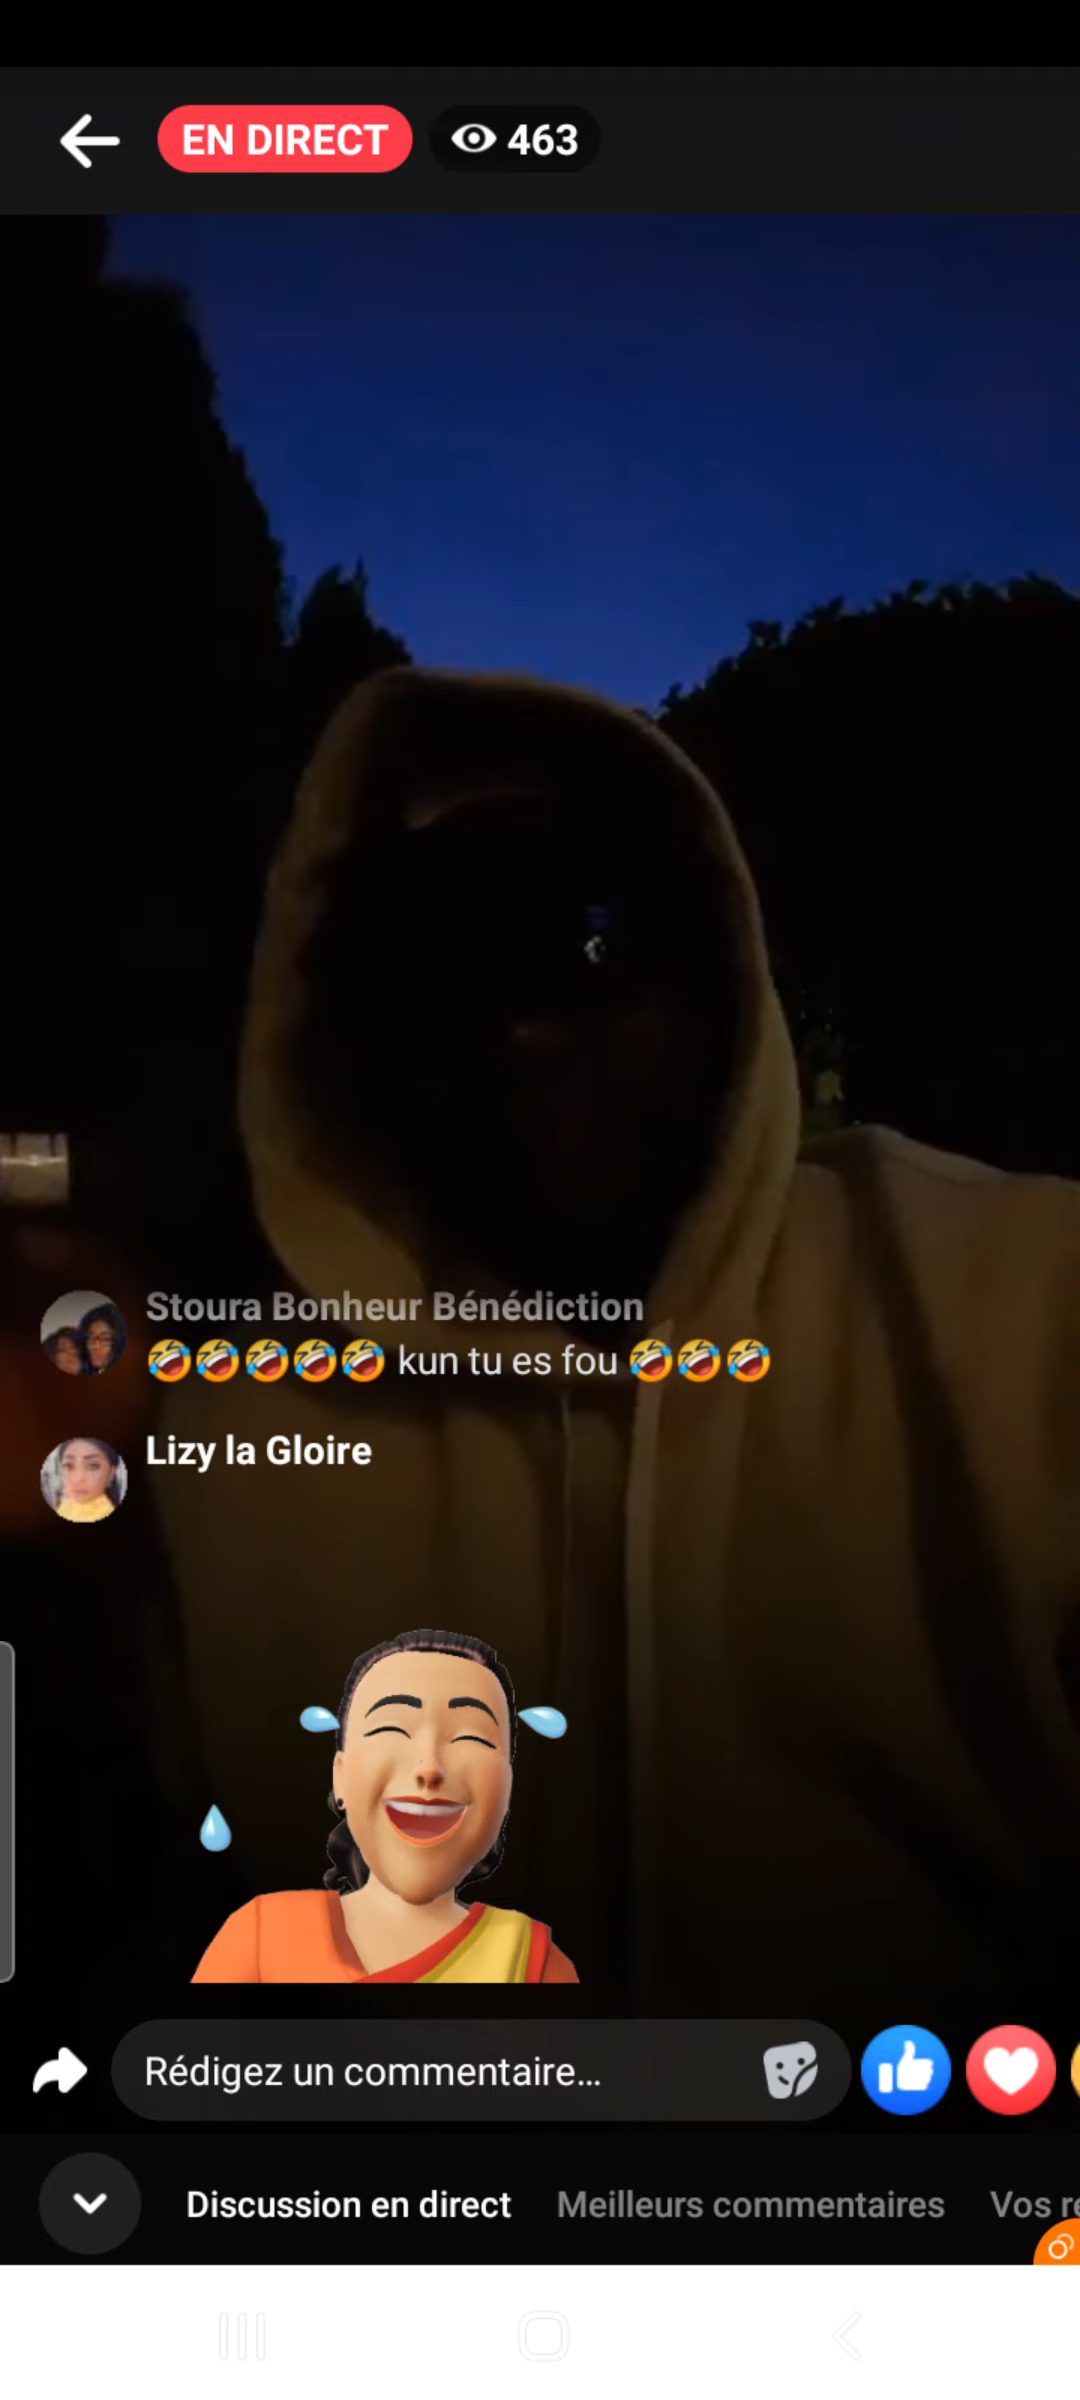 EN DIRECT
463
Stoura Bonheur Bénédiction
🤣🤣🤣🤣🤣 kun tu es fou 🤣🤣🤣
Lizy la Gloire
Rédigez un commentaire...
Discussion en direct Meilleurs commentaires Vos